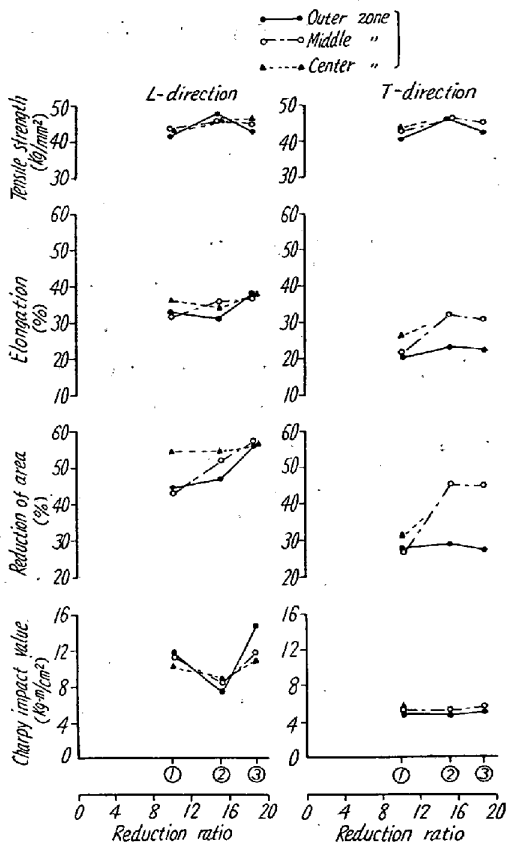 Outer zone
Middle "
Center "
L-direction
T-direction
Tensile strength
(Kg/mm²)
50
40
30
50
40
30
Elongation
(%)
60
50
40
30
20
10
60
50
40
30
20
10
Reduction of area
(%)
60
50
40
30
20
60
50
40
30
20
Charpy impact value
(Kg-m/cm²)
16
12
8
4
0
16
12
8
4
0
① ② ③
① ② ③
0 4 8 12 16 20
0 4 8 12 16 20
Reduction ratio
Reduction ratio